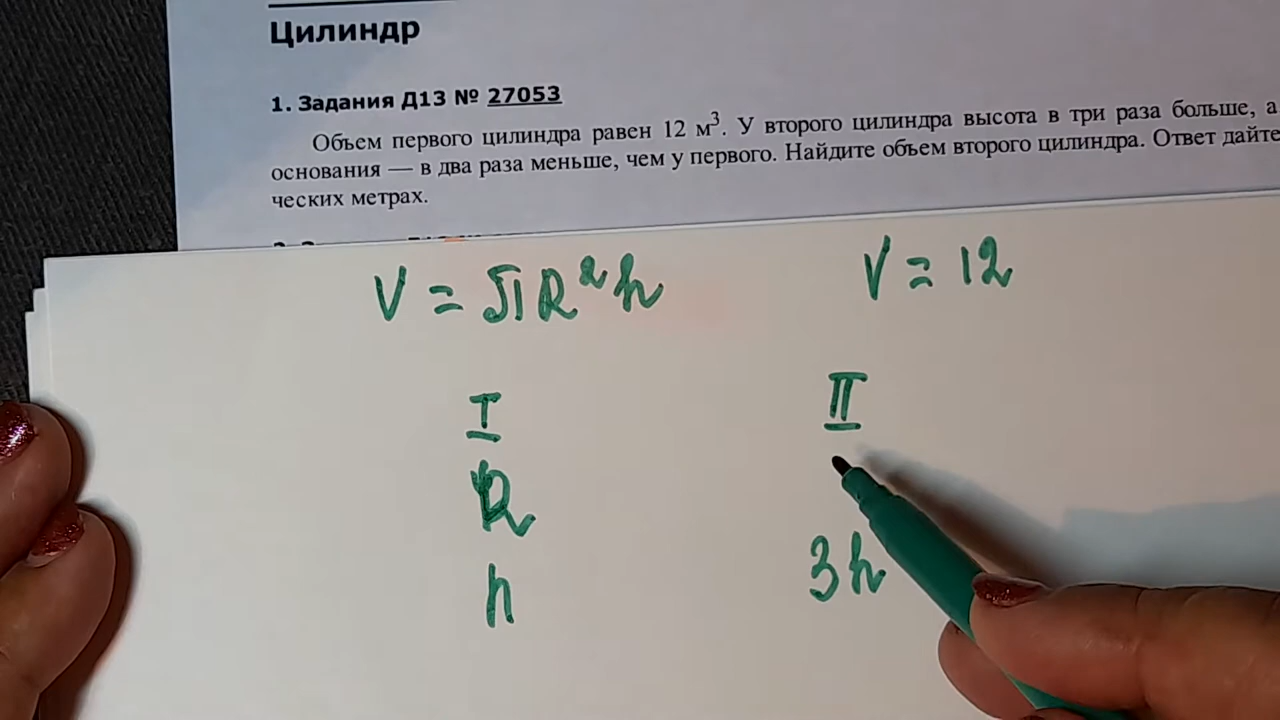 Цилиндр
1. Задания Д13 № 27053
Объем первого цилиндра равен 12 м³. У второго цилиндра высота в три раза больше, а
основания — в два раза меньше, чем у первого. Найдите объем второго цилиндра. Ответ дайте
ческих метрах.
V = πR²h V = 12
I II
R
h 3h